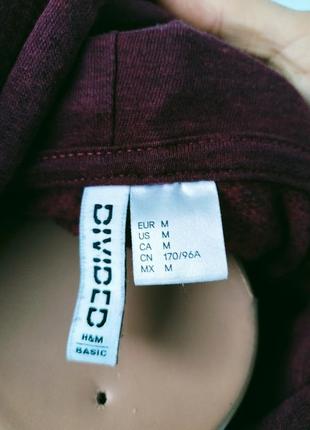 DIVIDED
H&M
BASIC
EUR M
US M
CA M
CN 170/96A
MX M